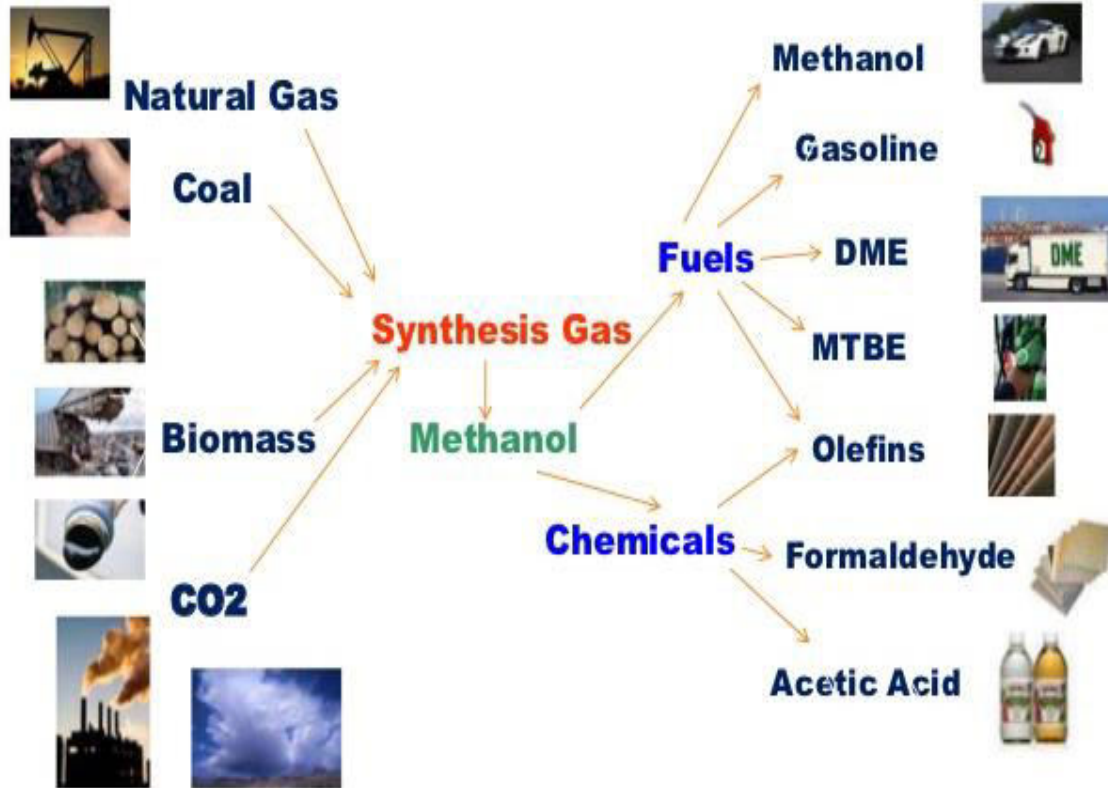 Natural Gas
Coal
Biomass
CO2
Synthesis Gas
Methanol
Fuels
Chemicals
Methanol
Gasoline
DME
DME
MTBE
Olefins
Formaldehyde
Acetic Acid